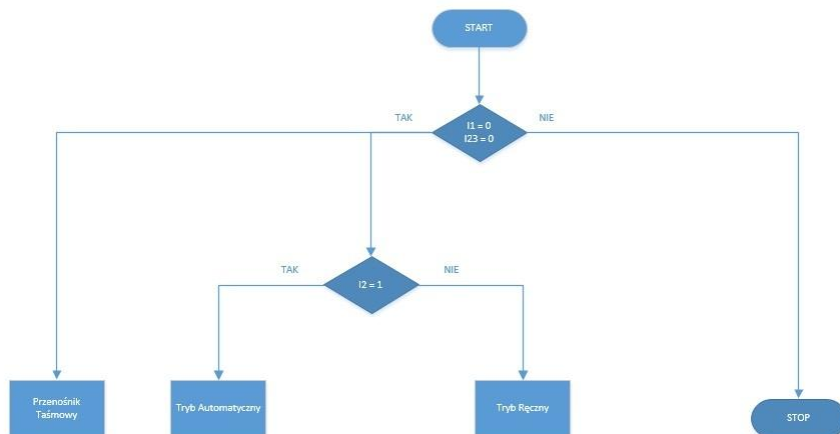 START
TAK
I1 = 0
I23 = 0
NIE
TAK
I2 = 1
NIE
Przenośnik
Taśmowy
Tryb Automatyczny
Tryb Ręczny
STOP